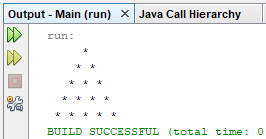 Output - Main (run) × Java Call Hierarchy
run:
*
* *
* * *
* * * *
* * * * *
BUILD SUCCESSFUL (total time: 0